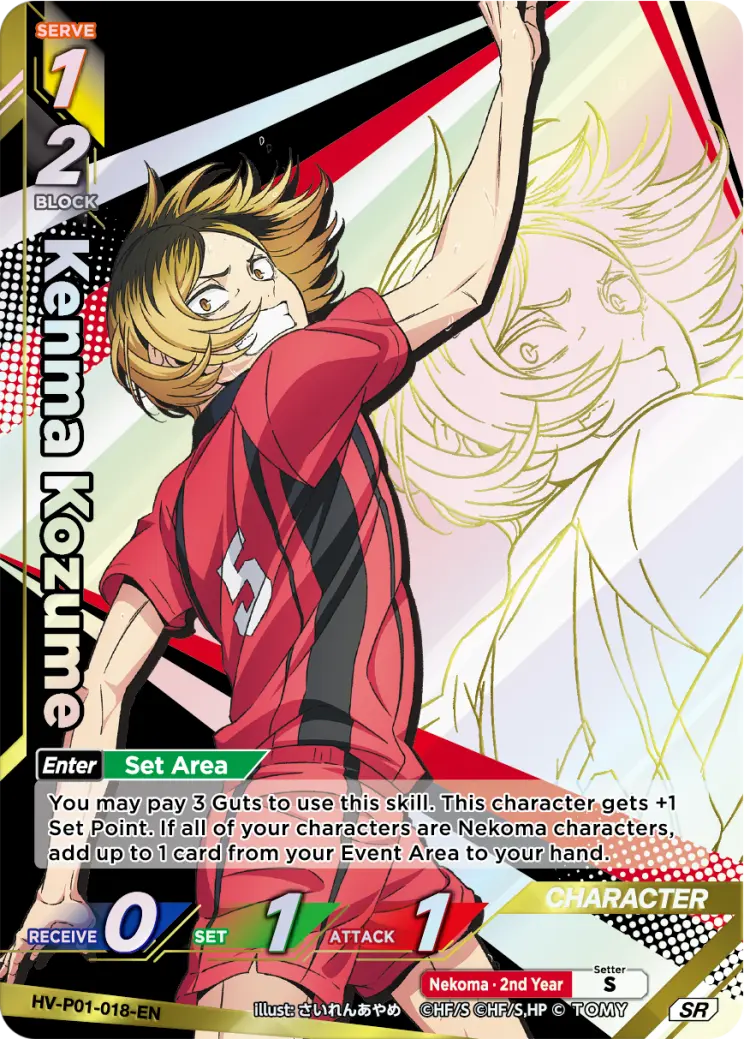 SERVE
1
2
BLOCK
Kenma Kozume
Enter Set Area
You may pay 3 Guts to use this skill. This character gets +1
Set Point. If all of your characters are Nekoma characters,
add up to 1 card from your Event Area to your hand.
CHARACTER
RECEIVE 0 SET 1 ATTACK 1
Nekoma · 2nd Year
Setter
S
HV-P01-018-EN
illust: さいれんあやめ ©HF/S ©HF/S,HP © TOMY
SR
5